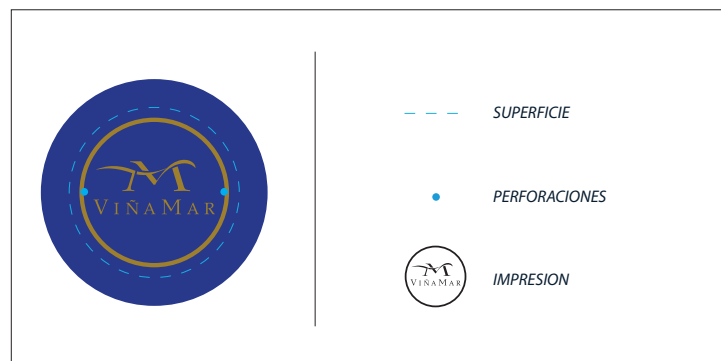 M
VIÑAMAR
SUPERFICIE
PERFORACIONES
M
VIÑAMAR
IMPRESION